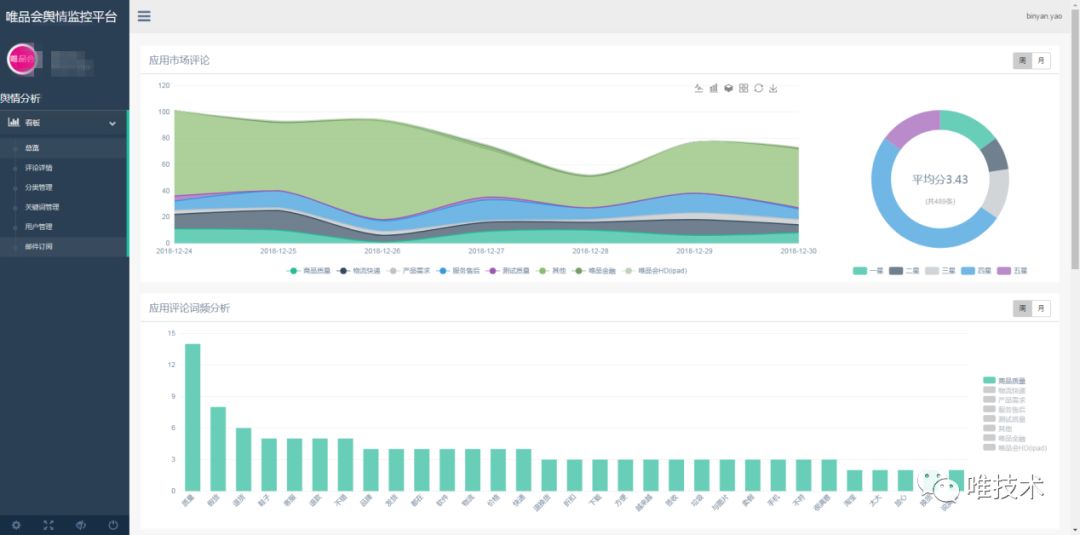 唯品会舆情监控平台
binyan.yao
唯品会
舆情分析
看板
总览
评论详情
分类管理
关键词管理
用户管理
邮件订阅
应用市场评论
周 月
120
100
80
60
40
20
0
2018-12-24 2018-12-25 2018-12-26 2018-12-27 2018-12-28 2018-12-29 2018-12-30
商品质量 物流快递 产品需求 服务售后 测试质量 其他 唯品金融 唯品会HD(ipad)
平均分3.43
(共489条)
一星 二星 三星 四星 五星
应用评论词频分析
周 月
15
12
9
6
3
0
质量 假货 退货 鞋子 客服 退款 不错 品牌 发货 都在 软件 物流 价格 快递 退换货 折扣 下载 方便 越来越 验收 垃圾 与图片 卖假 手机 不符 很满意 淘宝 太大 放心
商品质量
物流快递
产品需求
服务售后
测试质量
其他
唯品金融
唯品会HD(ipad)
唯技术